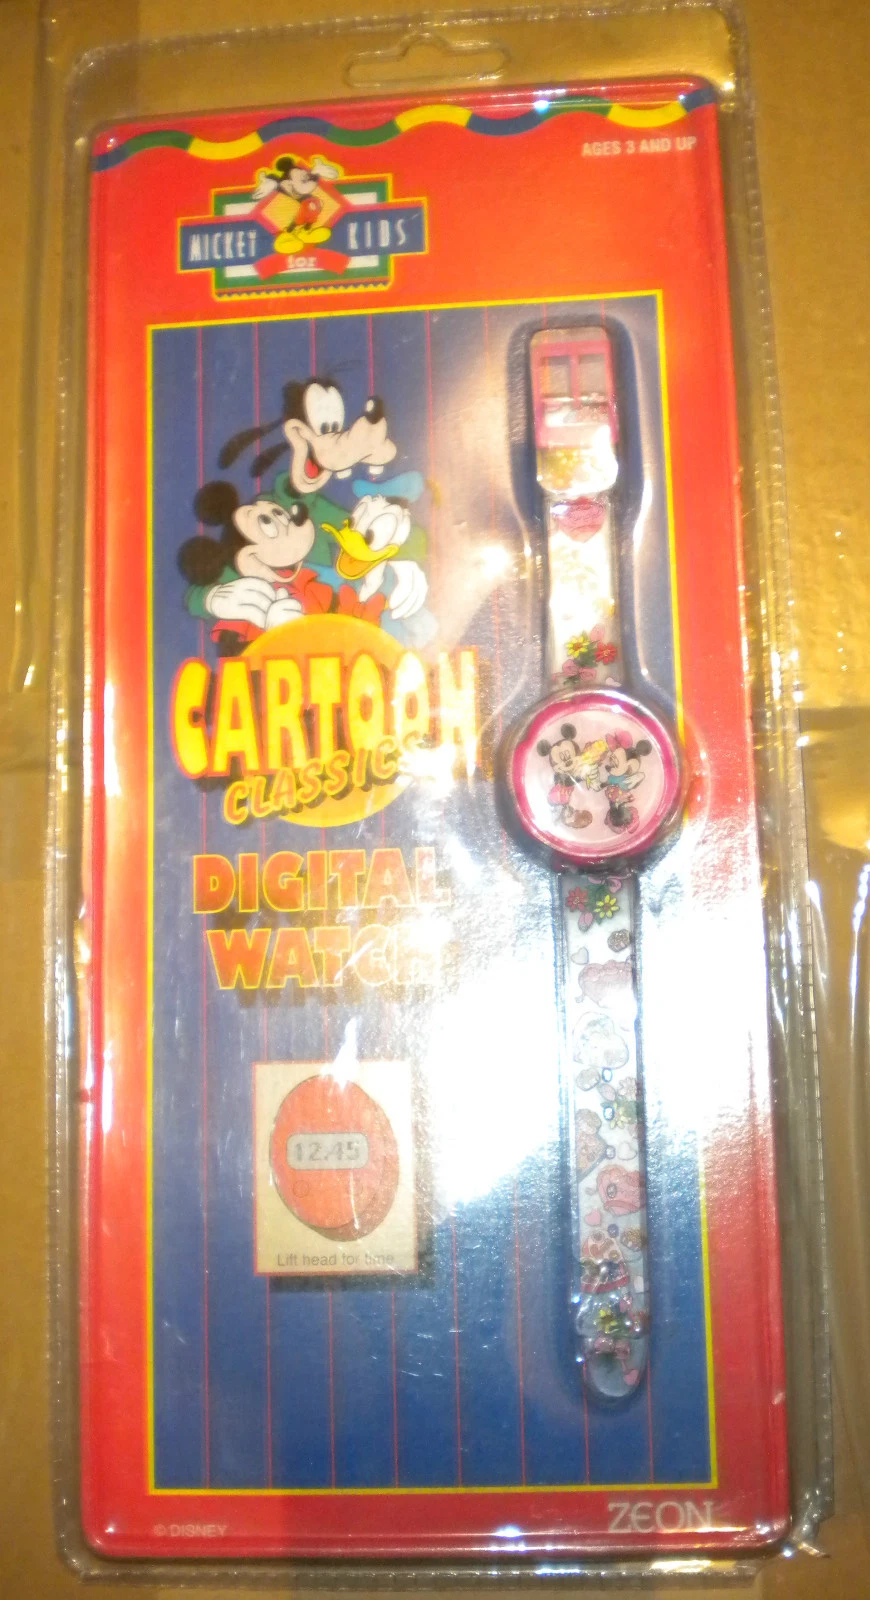 AGES 3 AND UP
MICKEY for KIDS
CARTOON
CLASSICS
DIGITAL
WATCH
12:45
Lift head for time
© DISNEY
ZEON